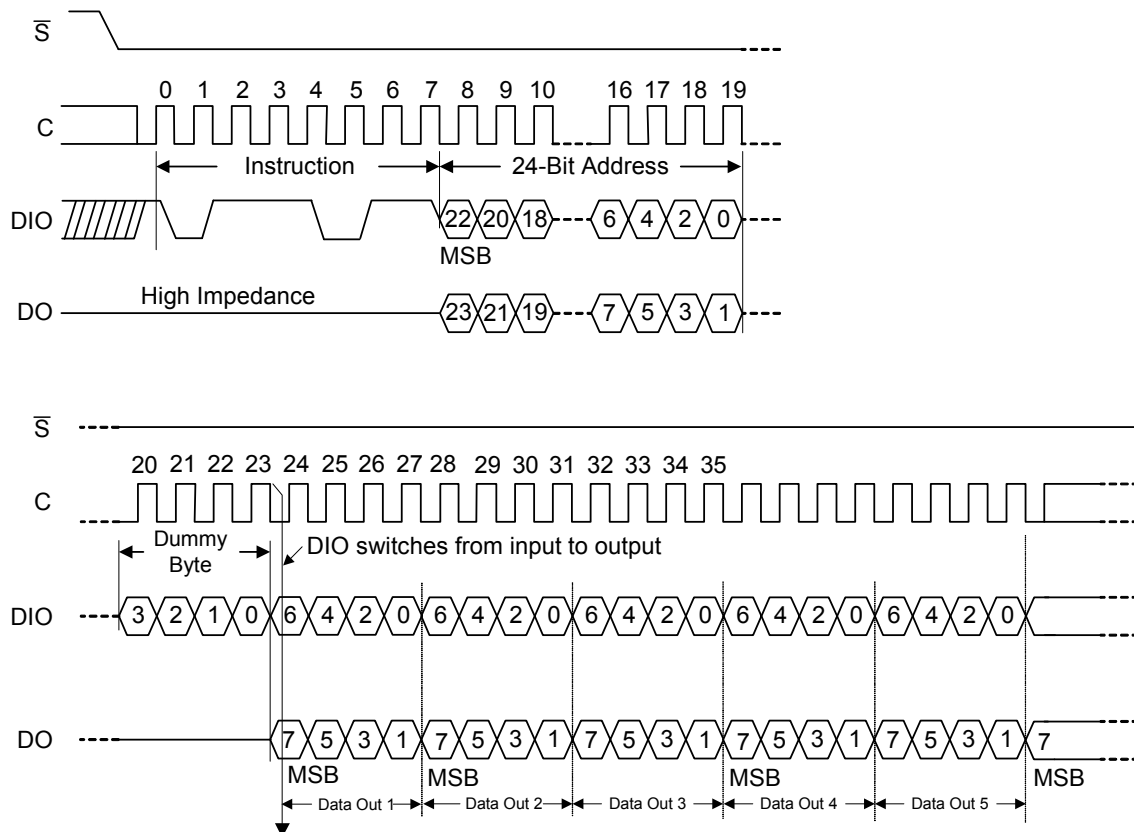 S̅
0 1 2 3 4 5 6 7 8 9 10 16 17 18 19
C
Instruction 24-Bit Address
DIO 22 20 18 6 4 2 0
MSB
High Impedance
DO 23 21 19 7 5 3 1
S̅
20 21 22 23 24 25 26 27 28 29 30 31 32 33 34 35
C
Dummy
Byte
DIO switches from input to output
DIO 3 2 1 0 6 4 2 0 6 4 2 0 6 4 2 0 6 4 2 0 6 4 2 0
DO 7 5 3 1 7 5 3 1 7 5 3 1 7 5 3 1 7 5 3 1 7
MSB MSB MSB MSB
Data Out 1 Data Out 2 Data Out 3 Data Out 4 Data Out 5